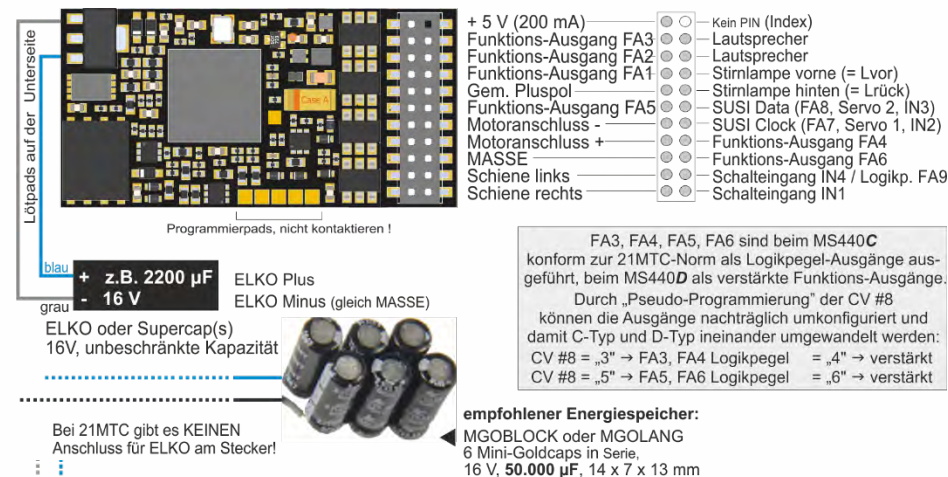 Lötpads auf der Unterseite
Case A
Programmierpads, nicht kontaktieren !
blau
grau
+ z.B. 2200 µF
- 16 V
ELKO Plus
ELKO Minus (gleich MASSE)
ELKO oder Supercap(s)
16V, unbeschränkte Kapazität
Bei 21MTC gibt es KEINEN
Anschluss für ELKO am Stecker!
+ 5 V (200 mA)
Funktions-Ausgang FA3
Funktions-Ausgang FA2
Funktions-Ausgang FA1
Gem. Pluspol
Funktions-Ausgang FA5
Motoranschluss -
Motoranschluss +
MASSE
Schiene links
Schiene rechts
Kein PIN (Index)
Lautsprecher
Lautsprecher
Stirnlampe vorne (= Lvor)
Stirnlampe hinten (= Lrück)
SUSI Data (FA8, Servo 2, IN3)
SUSI Clock (FA7, Servo 1, IN2)
Funktions-Ausgang FA4
Funktions-Ausgang FA6
Schalteingang IN4 / Logikp. FA9
Schalteingang IN1
FA3, FA4, FA5, FA6 sind beim MS440C
konform zur 21MTC-Norm als Logikpegel-Ausgänge aus-
geführt, beim MS440D als verstärkte Funktions-Ausgänge.
Durch „Pseudo-Programmierung" der CV #8
können die Ausgänge nachträglich umkonfiguriert und
damit C-Typ und D-Typ ineinander umgewandelt werden:
CV #8 = „3" → FA3, FA4 Logikpegel = „4" → verstärkt
CV #8 = „5" → FA5, FA6 Logikpegel = „6" → verstärkt
empfohlener Energiespeicher:
MGOBLOCK oder MGOLANG
6 Mini-Goldcaps in Serie,
16 V, 50.000 µF, 14 x 7 x 13 mm